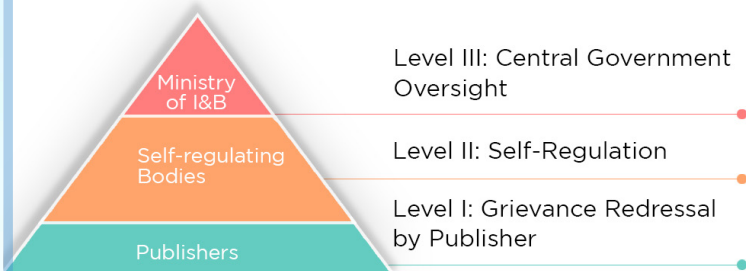 Ministry
of I&B
Level III: Central Government
Oversight
Self-regulating
Bodies
Level II: Self-Regulation
Publishers
Level I: Grievance Redressal
by Publisher